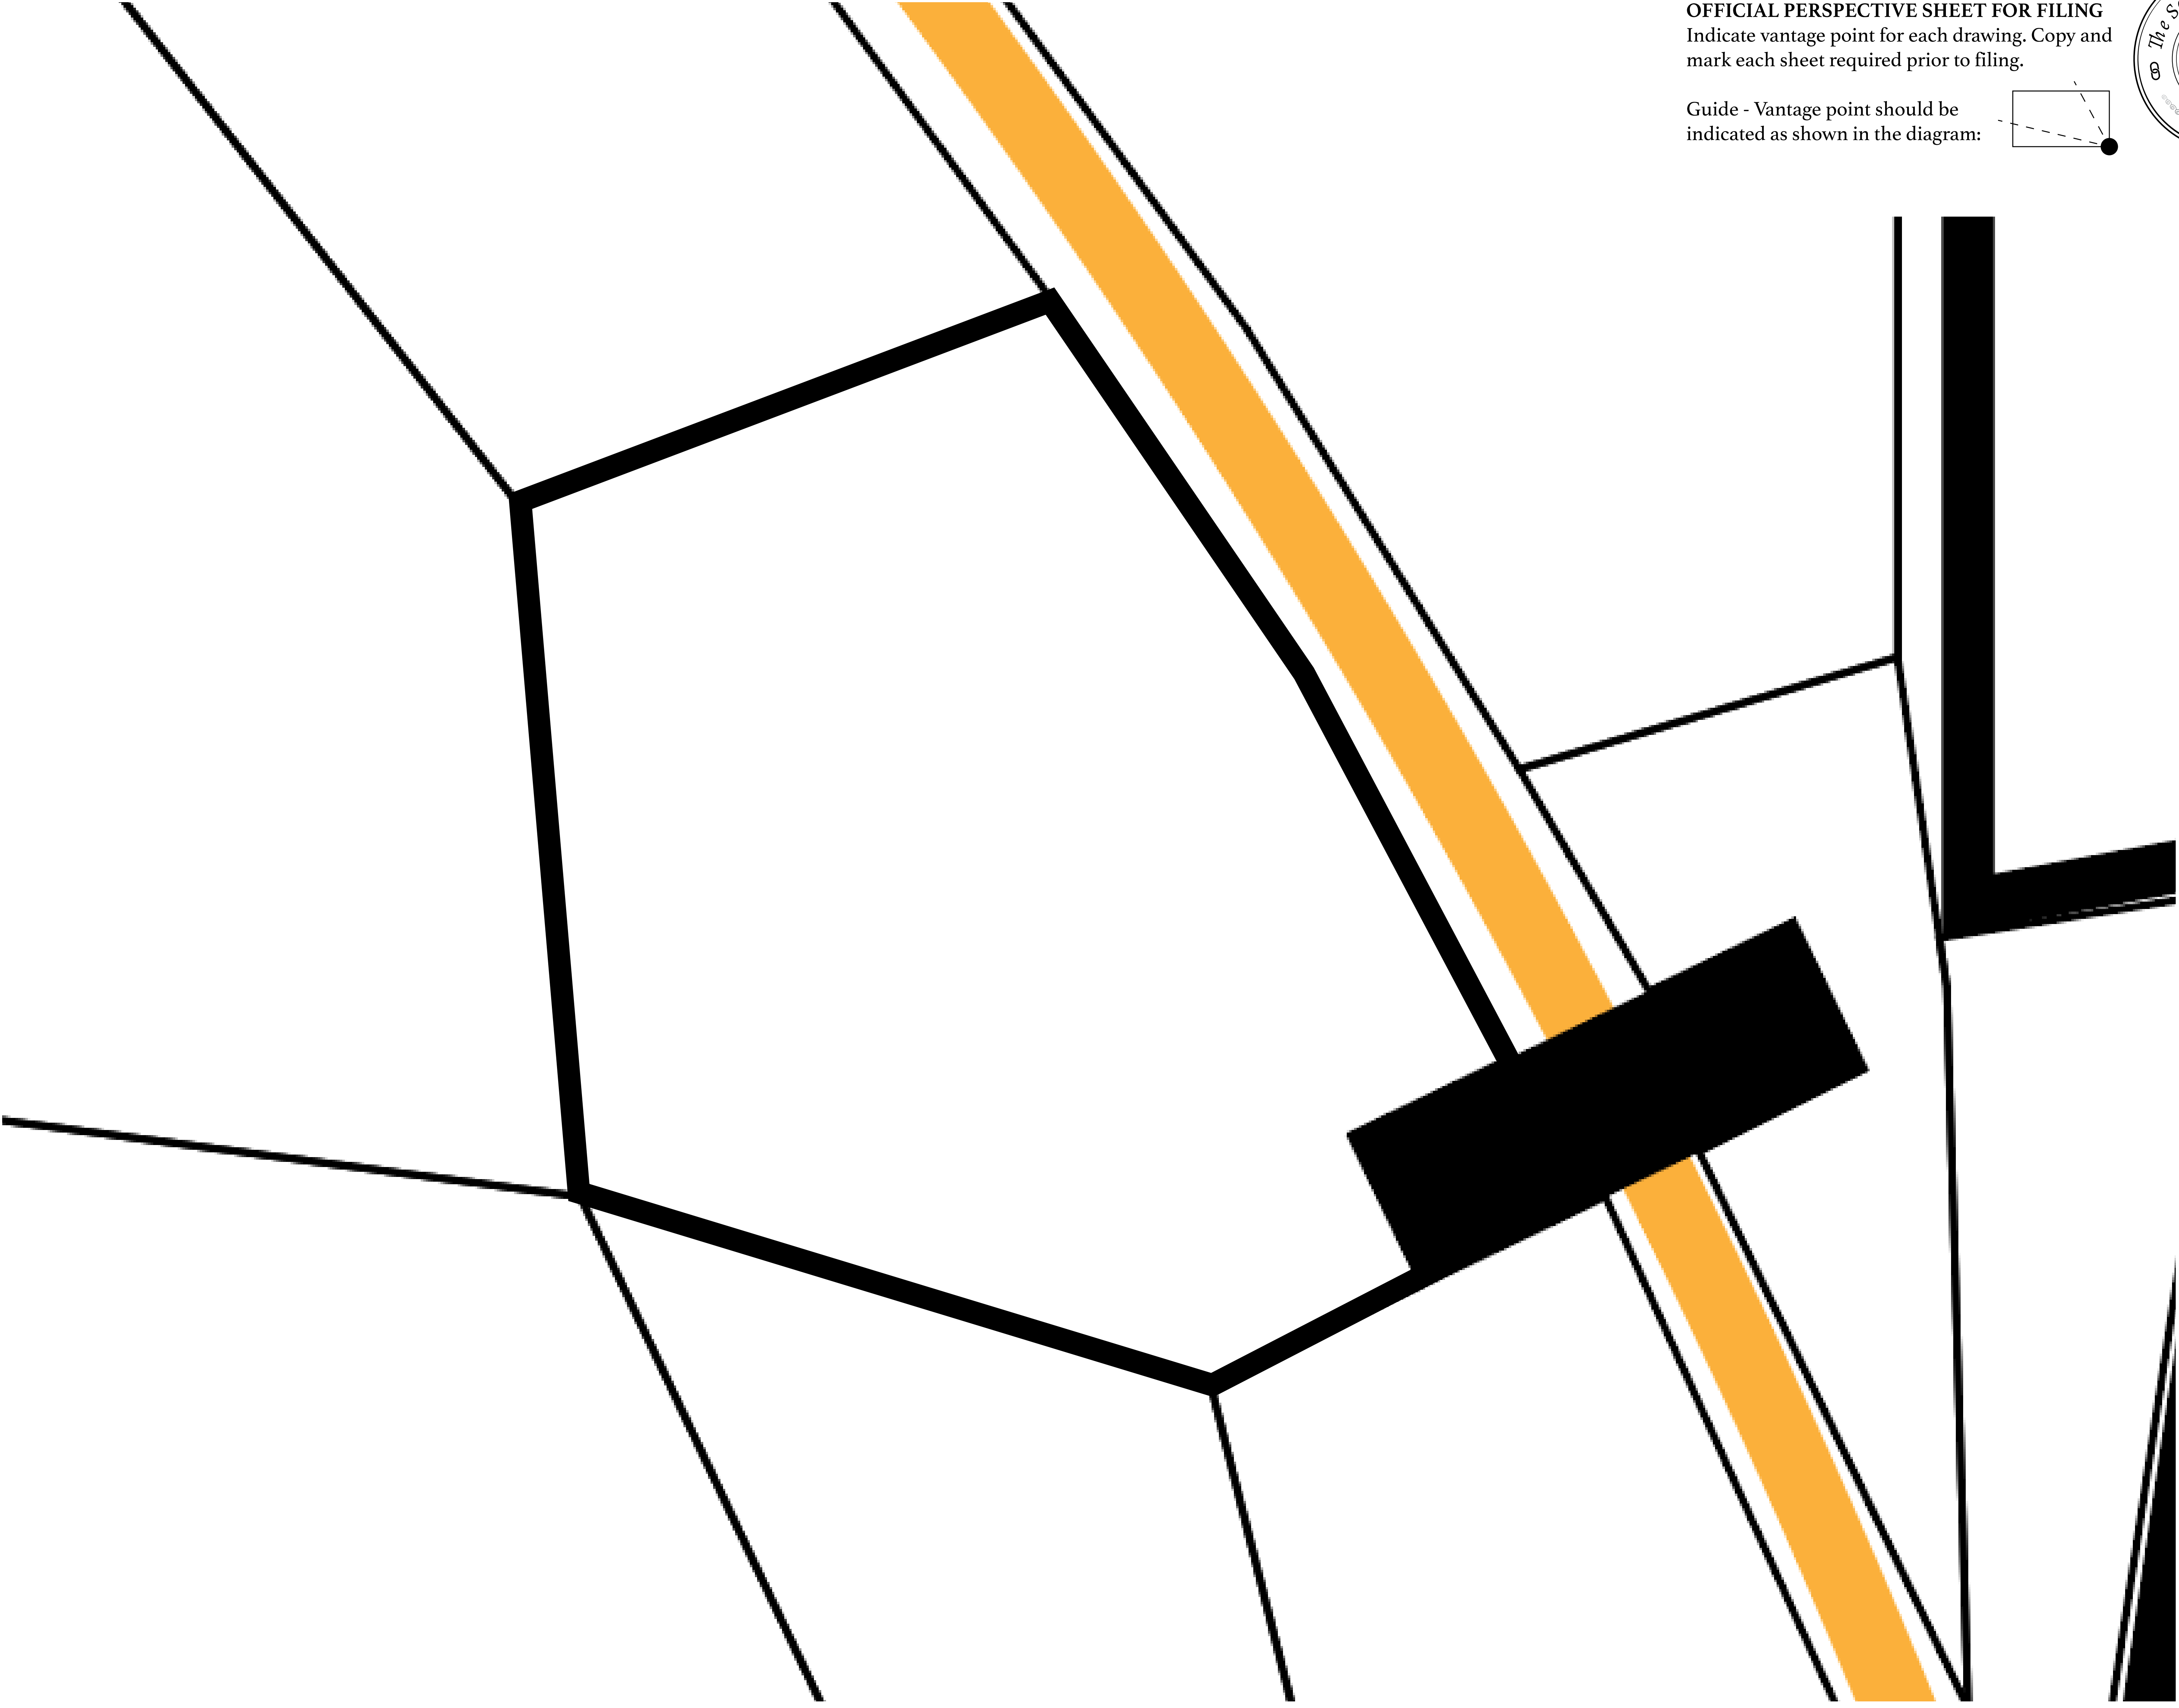 OFFICIAL PERSPECTIVE SHEET FOR FILING
Indicate vantage point for each drawing. Copy and
mark each sheet required prior to filing.
Guide - Vantage point should be
indicated as shown in the diagram:
The